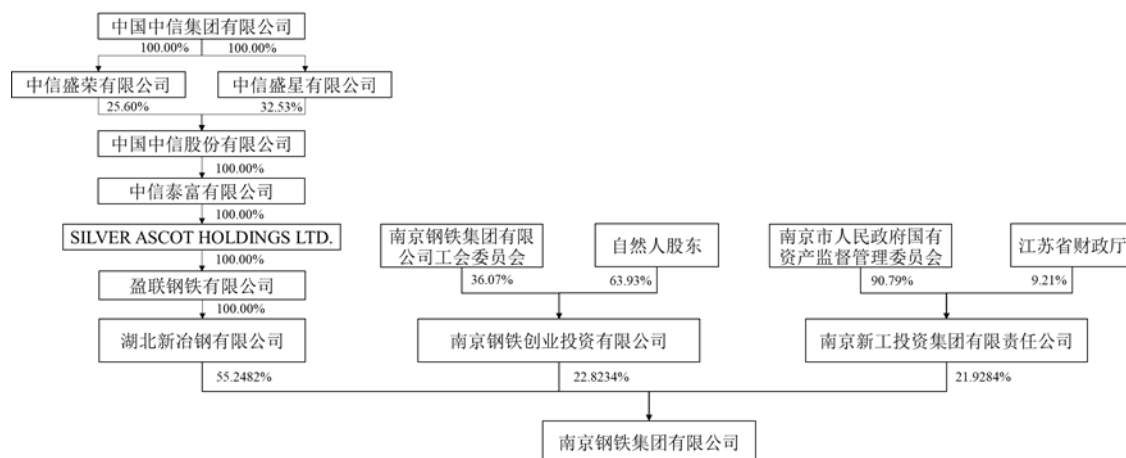 中国中信集团有限公司
100.00% 100.00%
中信盛荣有限公司 中信盛星有限公司
25.60% 32.53%
中国中信股份有限公司
100.00%
中信泰富有限公司
100.00%
SILVER ASCOT HOLDINGS LTD.
100.00%
盈联钢铁有限公司
100.00%
湖北新冶钢有限公司
55.2482%
南京钢铁集团有限
公司工会委员会
36.07%
自然人股东
63.93%
南京钢铁创业投资有限公司
22.8234%
南京市人民政府国有
资产监督管理委员会
90.79%
江苏省财政厅
9.21%
南京新工投资集团有限责任公司
21.9284%
南京钢铁集团有限公司